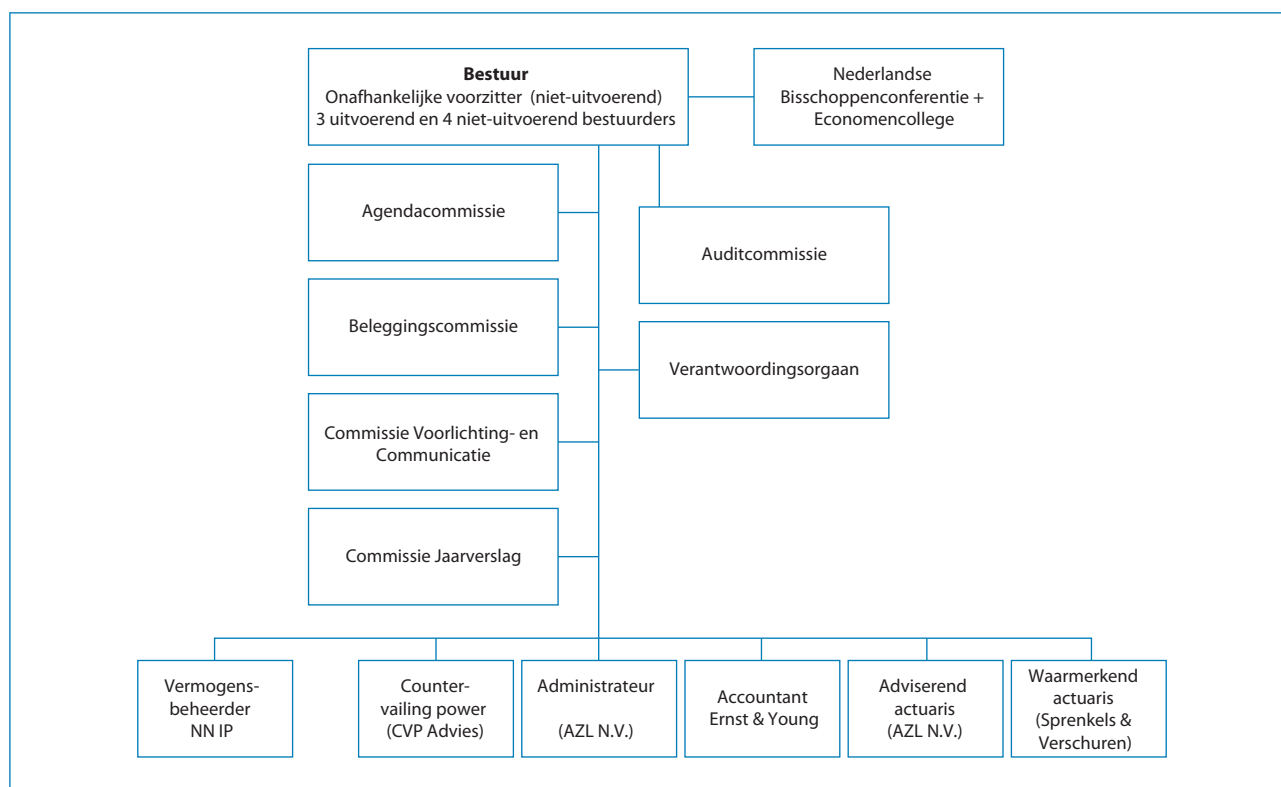 Bestuur
Onafhankelijke voorzitter (niet-uitvoerend)
3 uitvoerend en 4 niet-uitvoerend bestuurders
Nederlandse
Bisschoppenconferentie +
Economencollege
Agendacommissie
Auditcommissie
Beleggingscommissie
Verantwoordingsorgaan
Commissie Voorlichting- en
Communicatie
Commissie Jaarverslag
Vermogens-
beheerder
NN IP
Counter-
vailing power
(CVP Advies)
Administrateur
(AZL N.V.)
Accountant
Ernst & Young
Adviserend
actuaris
(AZL N.V.)
Waarmerkend
actuaris
(Sprenkels &
Verschuren)